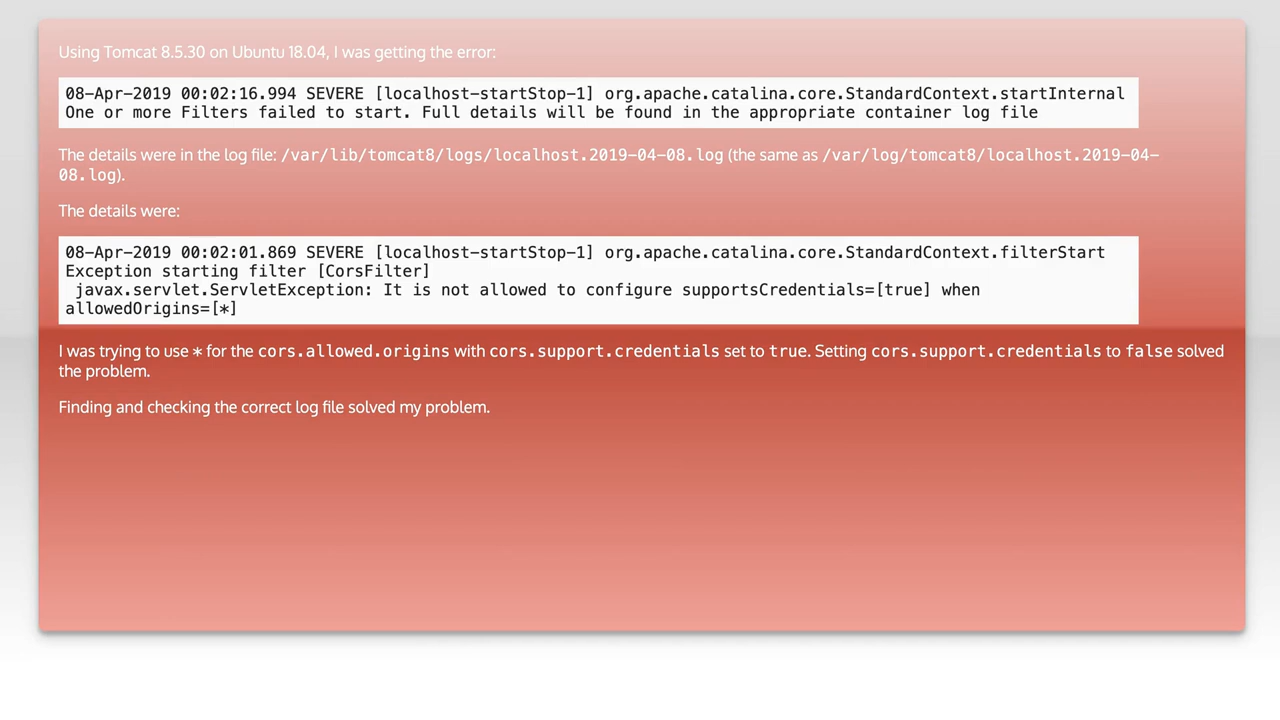 Using Tomcat 8.5.30 on Ubuntu 18.04, I was getting the error:
08-Apr-2019 00:02:16.994 SEVERE [localhost-startStop-1] org.apache.catalina.core.StandardContext.startInternal
One or more Filters failed to start. Full details will be found in the appropriate container log file
The details were in the log file: /var/lib/tomcat8/logs/localhost.2019-04-08.log (the same as /var/log/tomcat8/localhost.2019-04-
08.log).
The details were:
08-Apr-2019 00:02:01.869 SEVERE [localhost-startStop-1] org.apache.catalina.core.StandardContext.filterStart
Exception starting filter [CorsFilter]
javax.servlet.ServletException: It is not allowed to configure supportsCredentials=[true] when
allowedOrigins=[*]
I was trying to use * for the cors.allowed.origins with cors.support.credentials set to true. Setting cors.support.credentials to false solved
the problem.
Finding and checking the correct log file solved my problem.